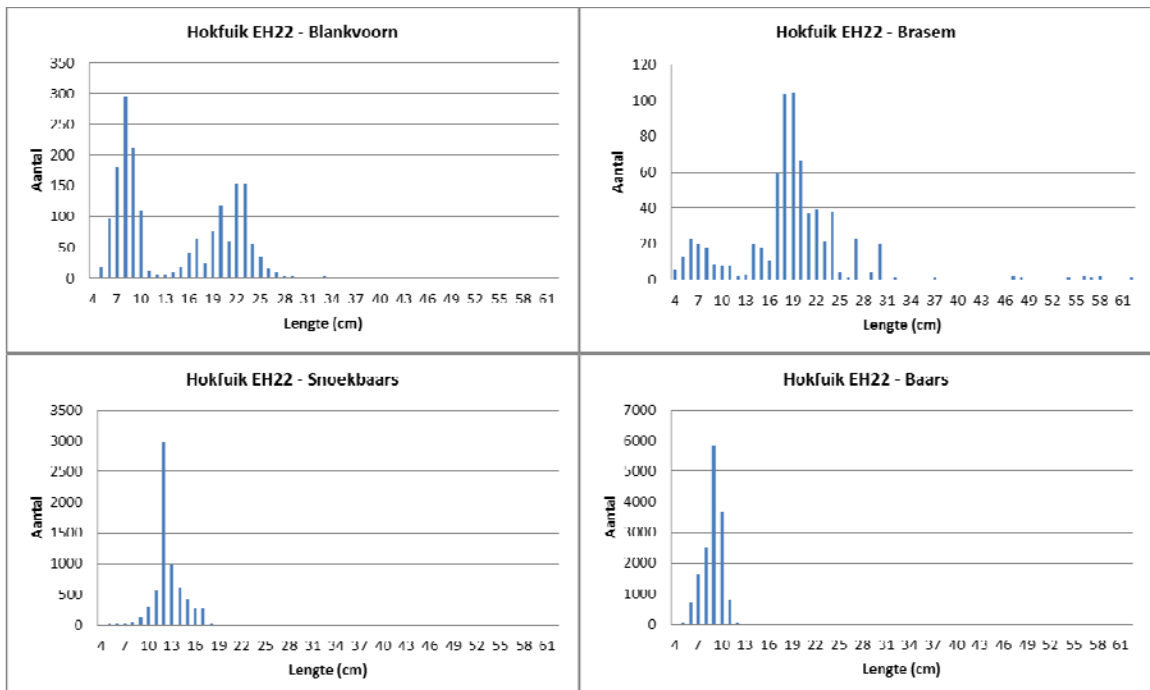 Hokfuik EH22 - Blankvoorn
350
300
250
200
150
100
50
0
Aantal
4 7 10 13 16 19 22 25 28 31 34 37 40 43 46 49 52 55 58 61
Lengte (cm)
Hokfuik EH22 - Brasem
120
100
80
60
40
20
0
Aantal
4 7 10 13 16 19 22 25 28 31 34 37 40 43 46 49 52 55 58 61
Lengte (cm)
Hokfuik EH22 - Snoekbaars
3500
3000
2500
2000
1500
1000
500
0
Aantal
4 7 10 13 16 19 22 25 28 31 34 37 40 43 46 49 52 55 58 61
Lengte (cm)
Hokfuik EH22 - Baars
7000
6000
5000
4000
3000
2000
1000
0
Aantal
4 7 10 13 16 19 22 25 28 31 34 37 40 43 46 49 52 55 58 61
Lengte (cm)